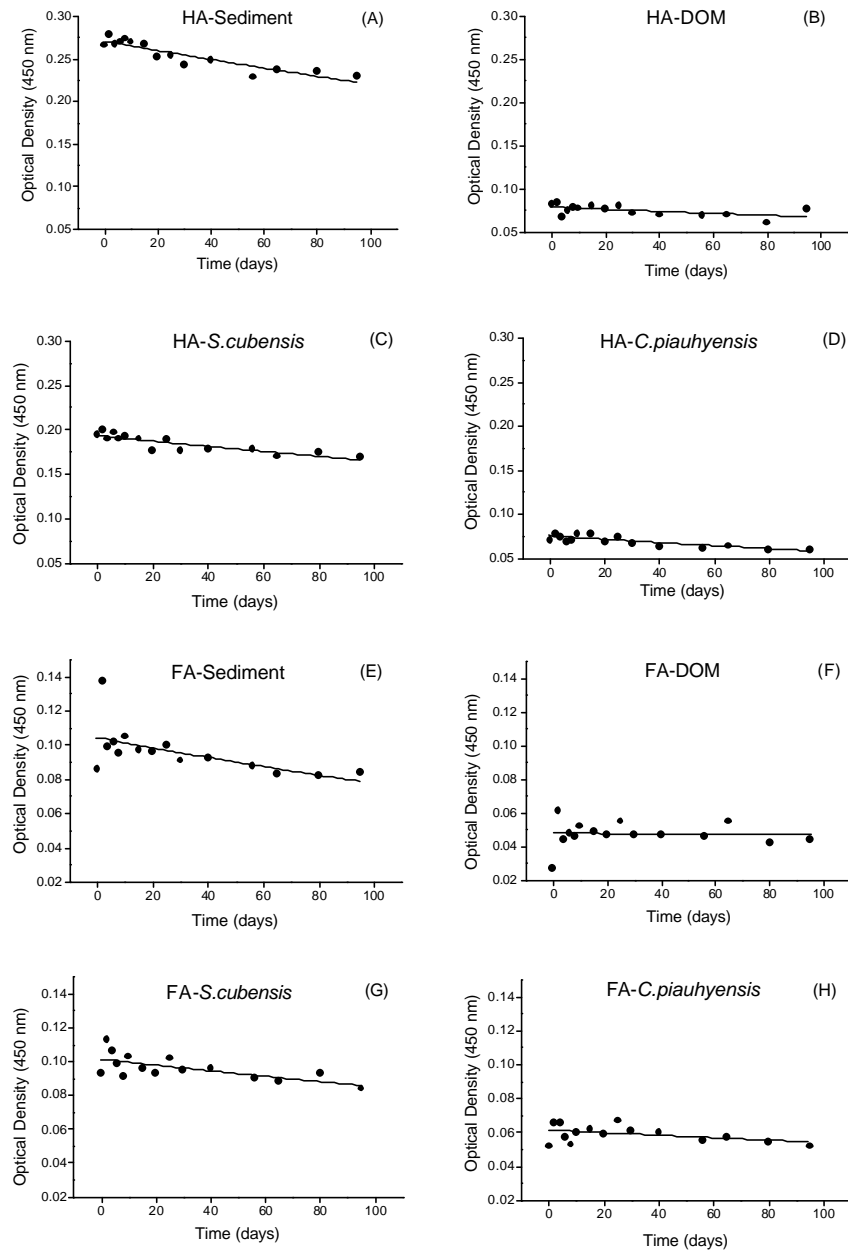 HA-Sediment (A)
Optical Density (450 nm)
0.30
0.25
0.20
0.15
0.10
0.05
0 20 40 60 80 100
Time (days)
HA-DOM (B)
Optical Density (450 nm)
0.30
0.25
0.20
0.15
0.10
0.05
0 20 40 60 80 100
Time (days)
HA-S.cubensis (C)
Optical Density (450 nm)
0.30
0.25
0.20
0.15
0.10
0.05
0 20 40 60 80 100
Time (days)
HA-C.piauhyensis (D)
Optical Density (450 nm)
0.30
0.25
0.20
0.15
0.10
0.05
0 20 40 60 80 100
Time (days)
FA-Sediment (E)
Optical Density (450 nm)
0.14
0.12
0.10
0.08
0.06
0.04
0.02
0 20 40 60 80 100
Time (days)
FA-DOM (F)
Optical Density (450 nm)
0.14
0.12
0.10
0.08
0.06
0.04
0.02
0 20 40 60 80 100
Time (days)
FA-S.cubensis (G)
Optical Density (450 nm)
0.14
0.12
0.10
0.08
0.06
0.04
0.02
0 20 40 60 80 100
Time (days)
FA-C.piauhyensis (H)
Optical Density (450 nm)
0.14
0.12
0.10
0.08
0.06
0.04
0.02
0 20 40 60 80 100
Time (days)